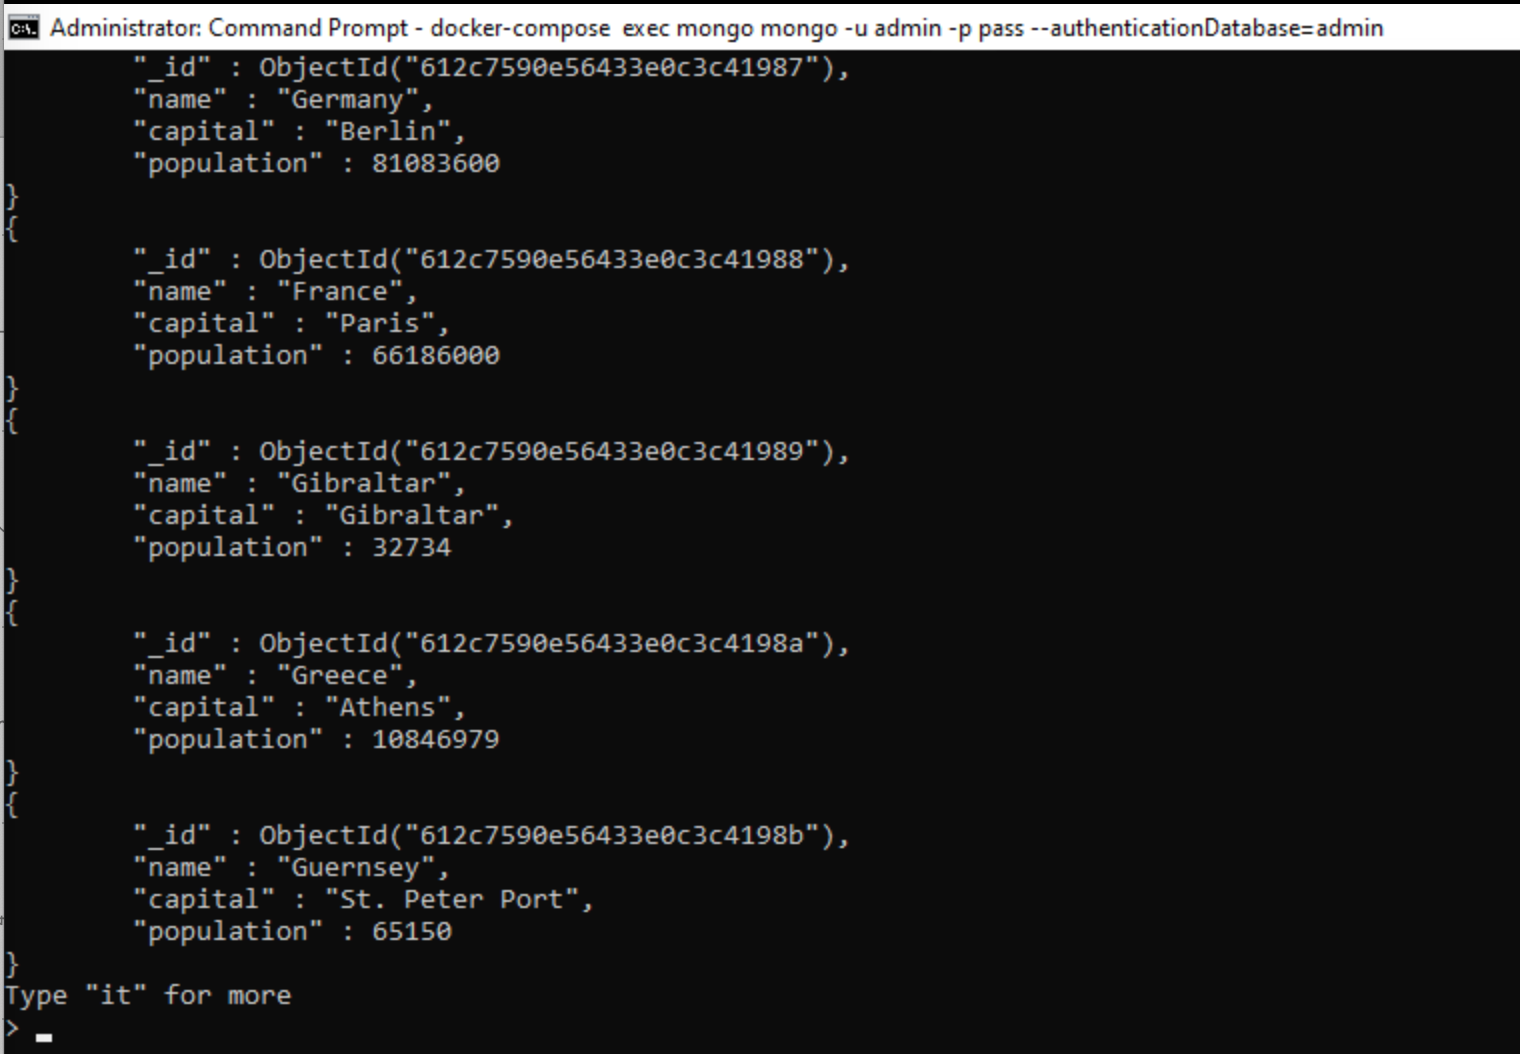 Administrator: Command Prompt - docker-compose  exec mongo mongo -u admin -p pass --authenticationDatabase=admin
        "_id" : ObjectId("612c7590e56433e0c3c41987"),
        "name" : "Germany",
        "capital" : "Berlin",
        "population" : 81083600
}
{
        "_id" : ObjectId("612c7590e56433e0c3c41988"),
        "name" : "France",
        "capital" : "Paris",
        "population" : 66186000
}
{
        "_id" : ObjectId("612c7590e56433e0c3c41989"),
        "name" : "Gibraltar",
        "capital" : "Gibraltar",
        "population" : 32734
}
{
        "_id" : ObjectId("612c7590e56433e0c3c4198a"),
        "name" : "Greece",
        "capital" : "Athens",
        "population" : 10846979
}
{
        "_id" : ObjectId("612c7590e56433e0c3c4198b"),
        "name" : "Guernsey",
        "capital" : "St. Peter Port",
        "population" : 65150
}
Type "it" for more
>